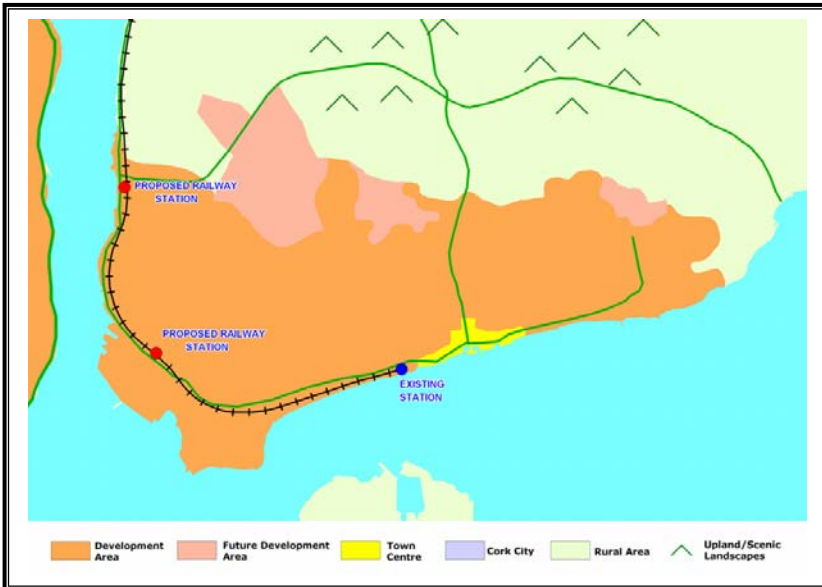 PROPOSED RAILWAY
STATION
PROPOSED RAILWAY
STATION
EXISTING
STATION
Development
Area
Future Development
Area
Town
Centre
Cork City
Rural Area
Upland/Scenic
Landscapes